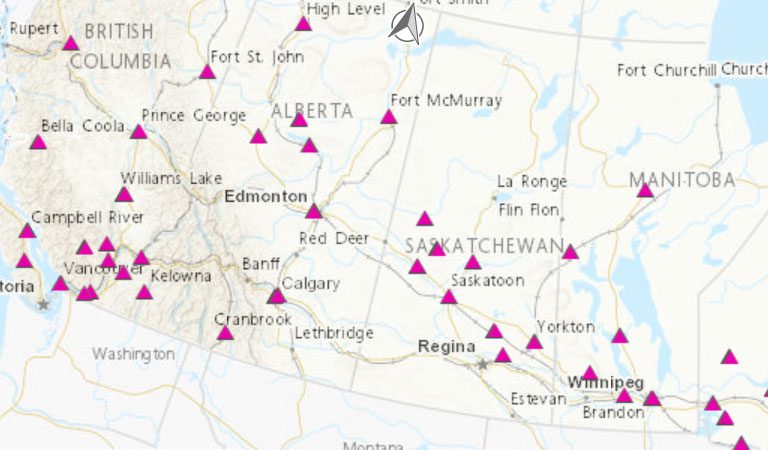 High Level
ort Smith
Rupert
BRITISH
COLUMBIA
Fort St. John
Fort Churchill
Church
Fort McMurray
ALBERTA
Prince George
Bella Coola
Williams Lake
La Ronge
MANITOBA
Edmonton
Flin Flon
Campbell River
Red Deer
SASKATCHEWAN
Banff
Vancouver
Kelowna
Saskatoon
Calgary
toria
Cranbrook
Lethbridge
Yorkton
Regina
Washington
Winnipeg
Estevan
Brandon
Montana